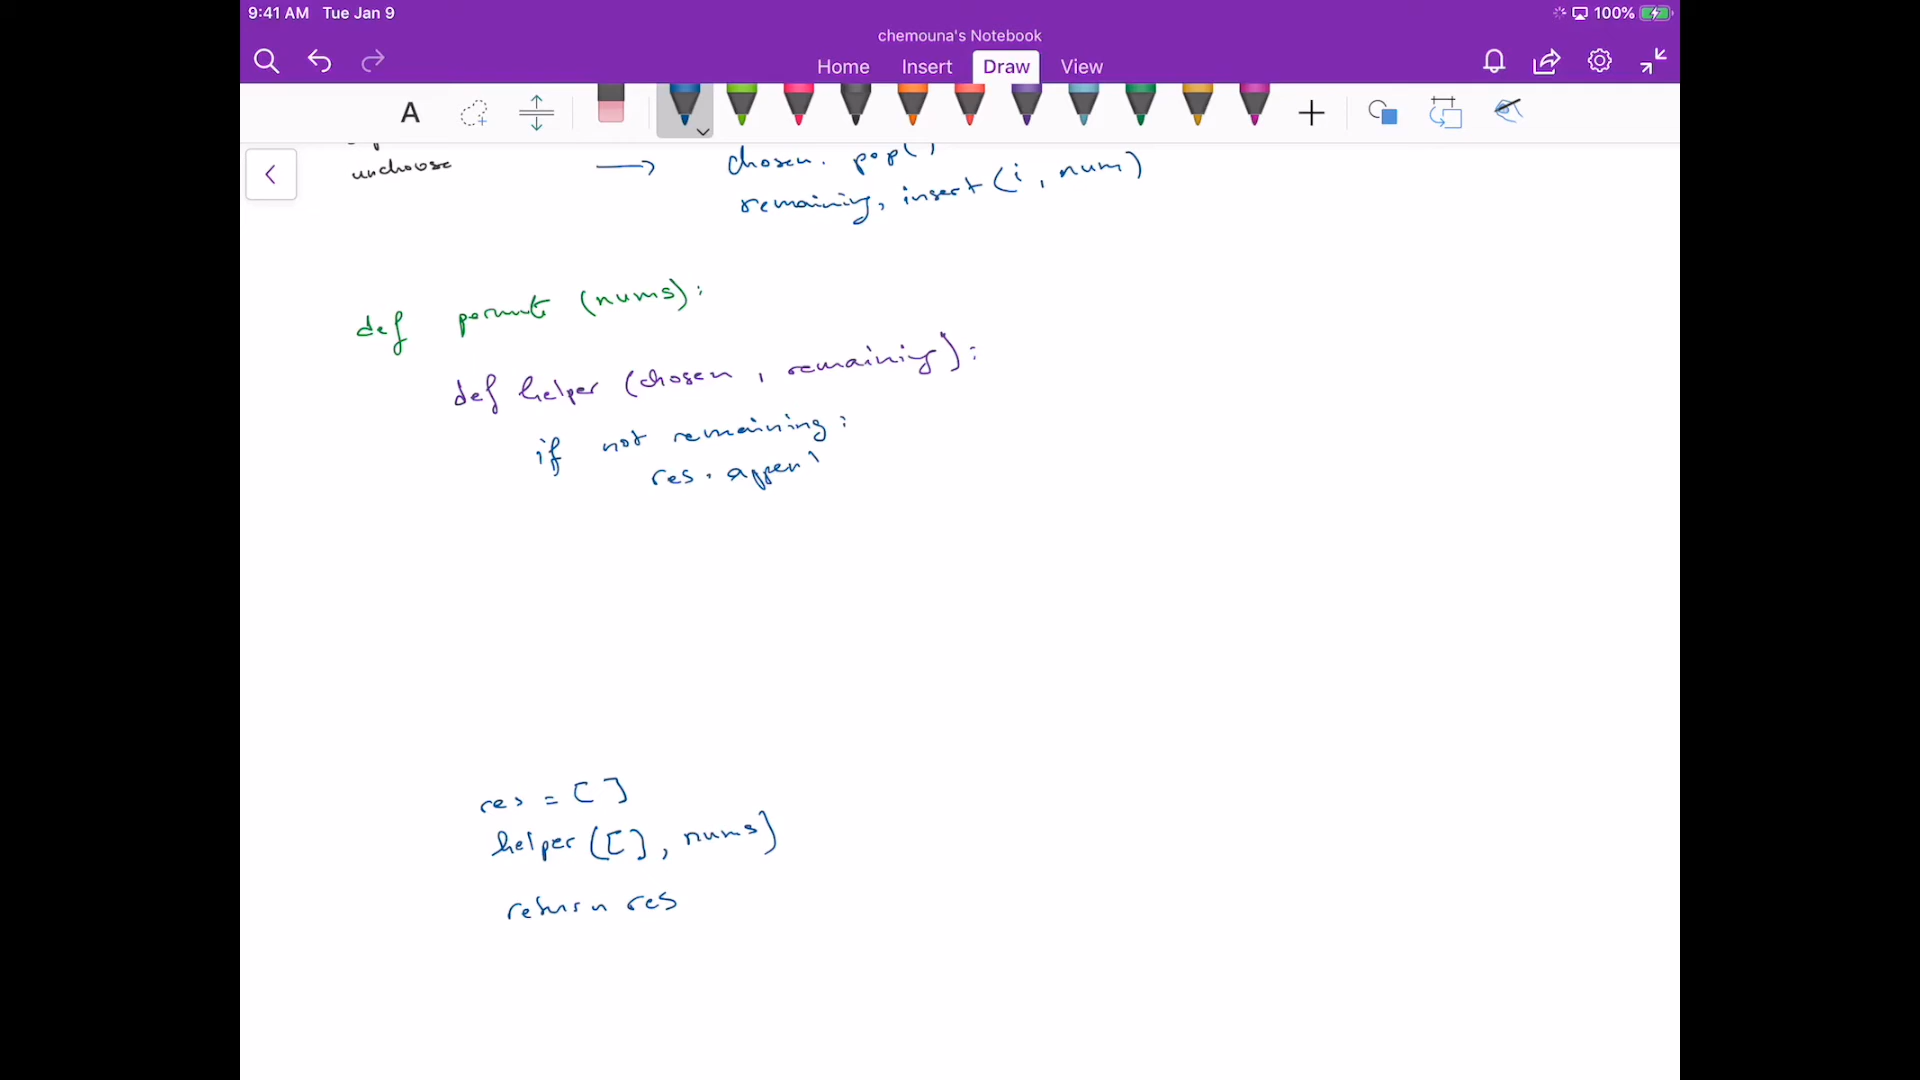 9:41 AM Tue Jan 9 100%
chemouna's Notebook
Home Insert Draw View
A
unchoose → chosen. pop()
remaining, insert (i, num)
def permute (nums):
def helper (chosen, remaining):
if not remaining:
res. appen
res = []
helper ([], nums)
return res